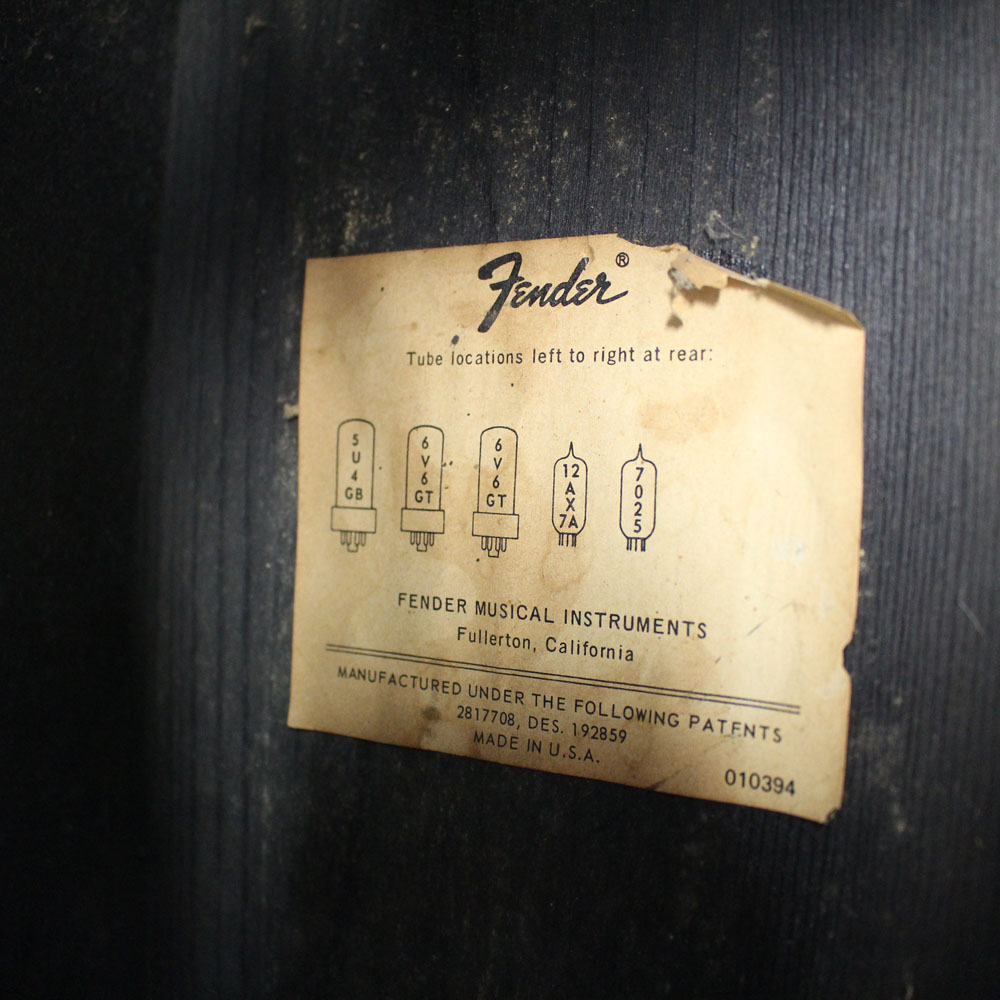 Fender®
Tube locations left to right at rear:
5U4GB 6V6GT 6V6GT 12AX7A 7025
FENDER MUSICAL INSTRUMENTS
Fullerton, California
MANUFACTURED UNDER THE FOLLOWING PATENTS
2817708, DES. 192859
MADE IN U.S.A.
010394